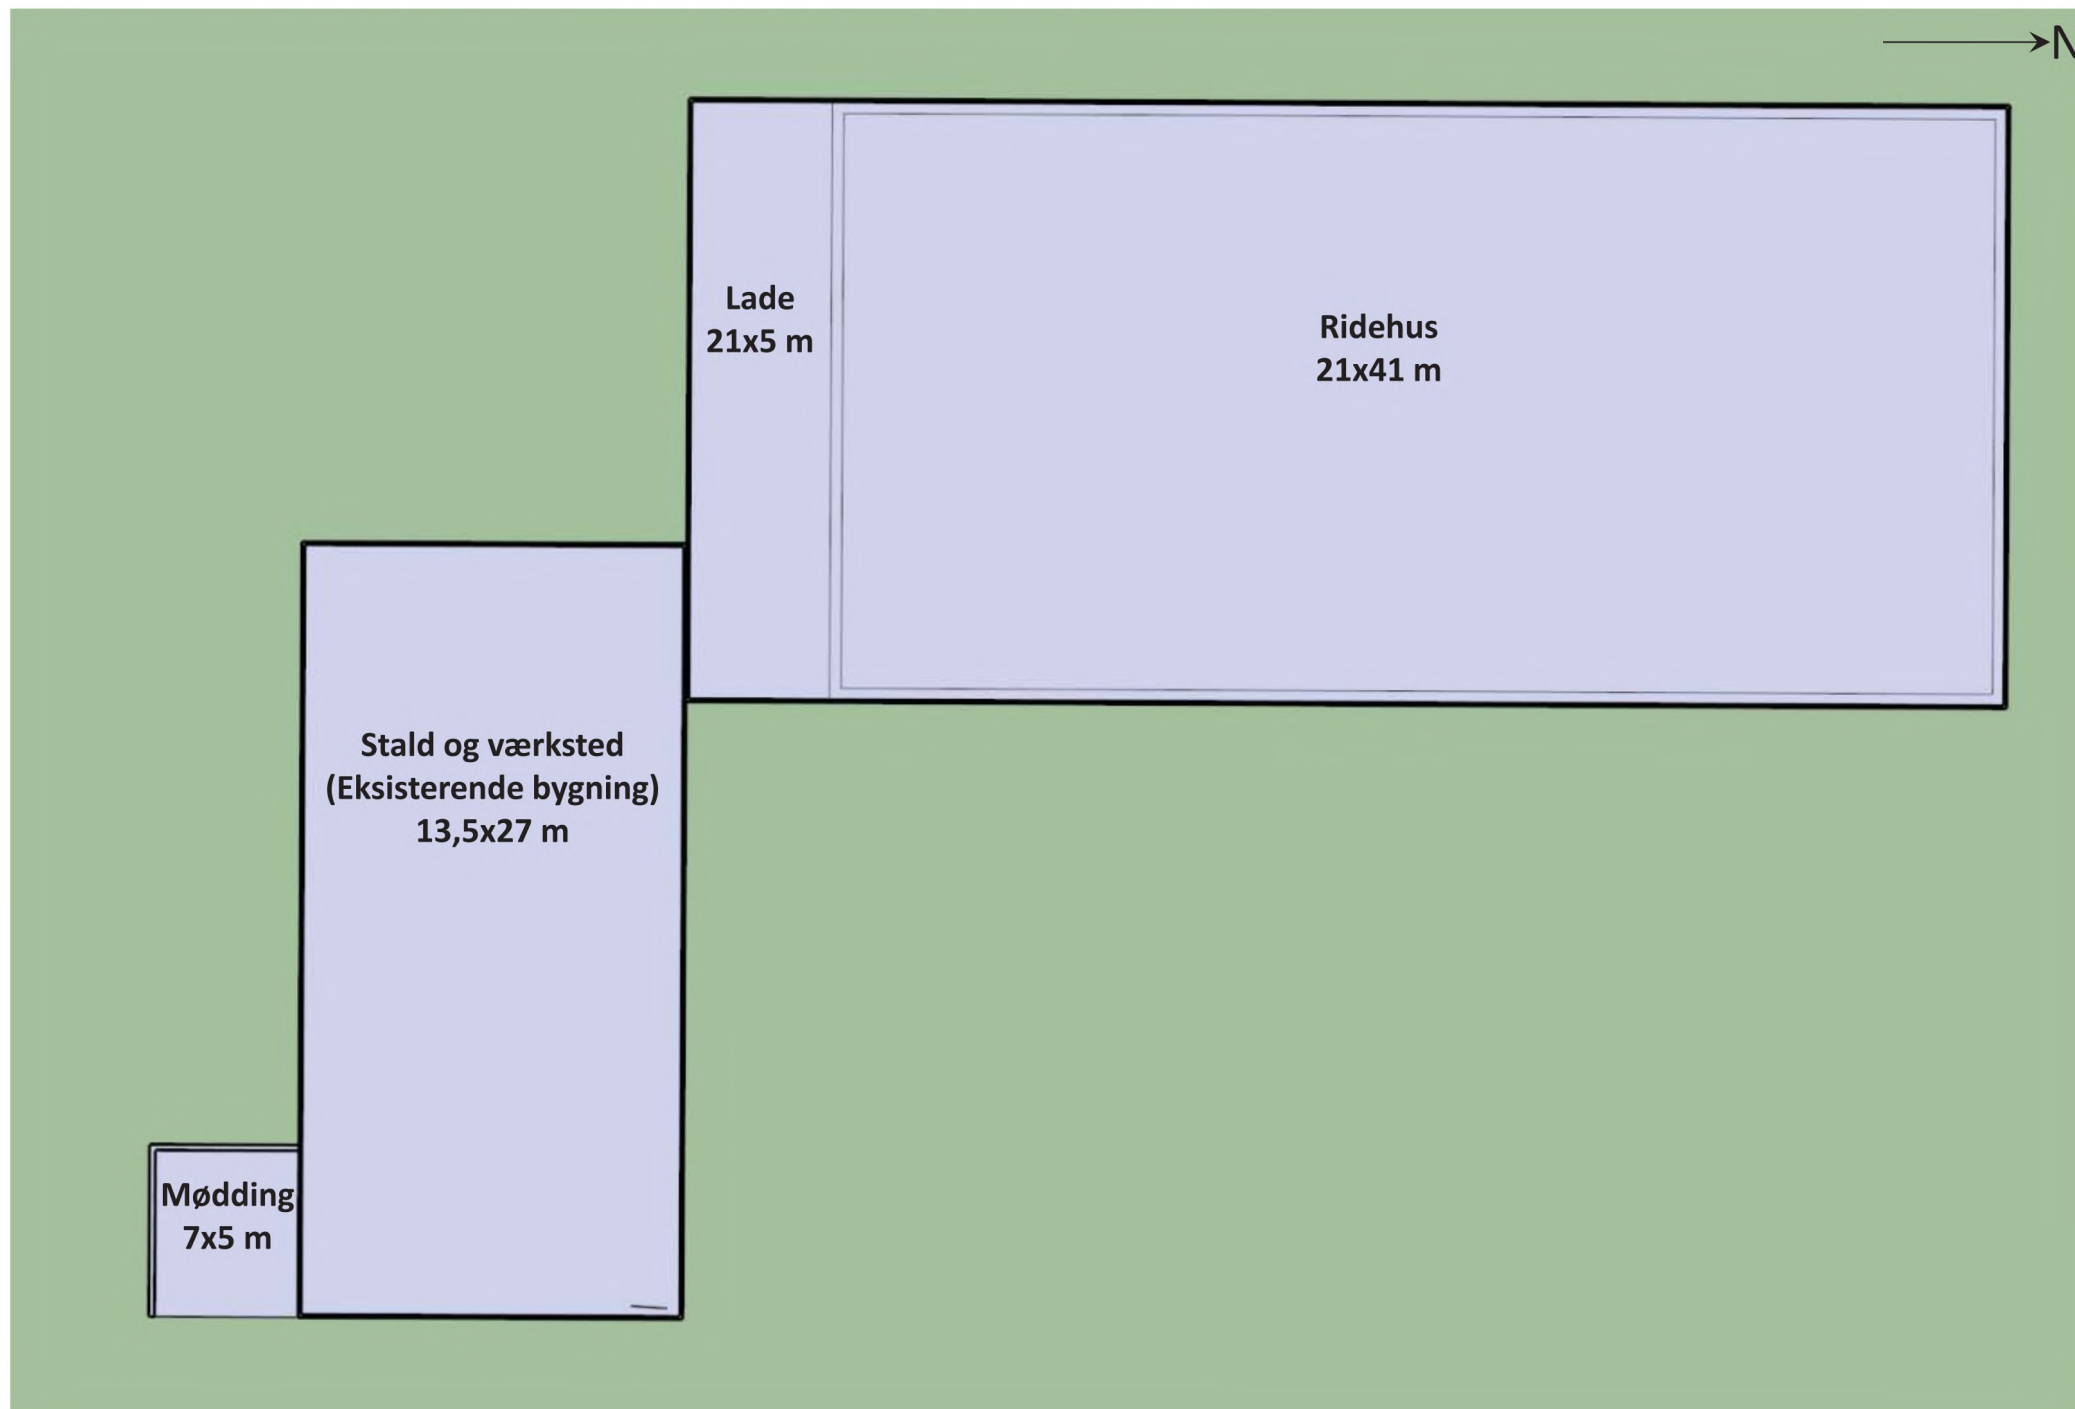 N
Lade
21x5 m
Ridehus
21x41 m
Stald og værksted
(Eksisterende bygning)
13,5x27 m
Mødding
7x5 m